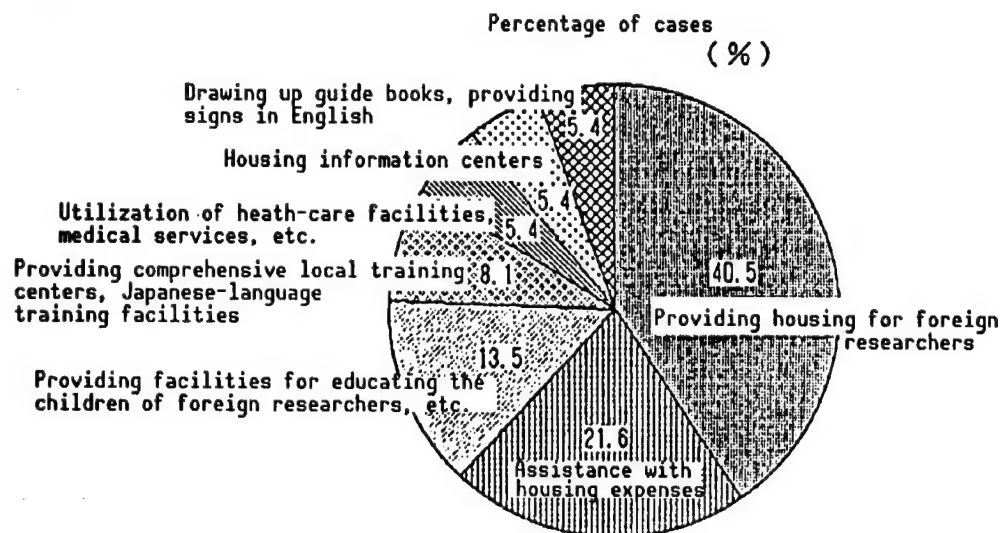 Percentage of cases
(%)
Drawing up guide books, providing
signs in English
5.4
Housing information centers
5.4
Utilization of heath-care facilities,
medical services, etc.
5.4
Providing comprehensive local training
centers, Japanese-language
training facilities
8.1
40.5
Providing housing for foreign
researchers
13.5
Providing facilities for educating the
children of foreign researchers, etc.
21.6
Assistance with
housing expenses